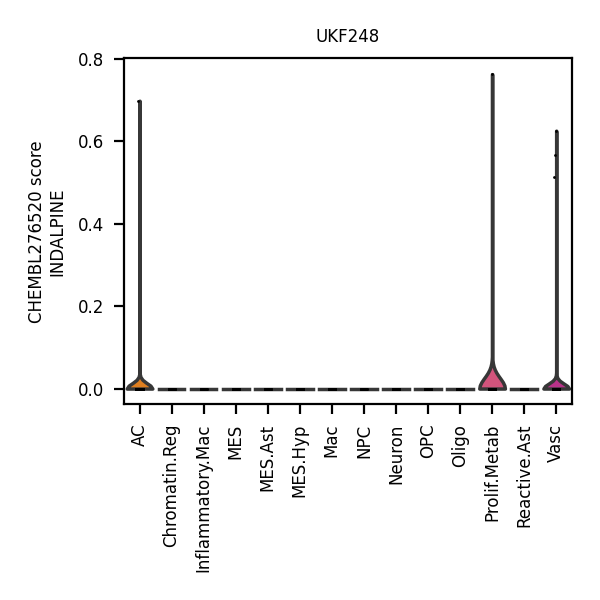 UKF248
CHEMBL276520 score
INDALPINE
0.8
0.6
0.4
0.2
0.0
AC
Chromatin.Reg
Inflammatory.Mac
MES
MES.Ast
MES.Hyp
Mac
NPC
Neuron
OPC
Oligo
Prolif.Metab
Reactive.Ast
Vasc